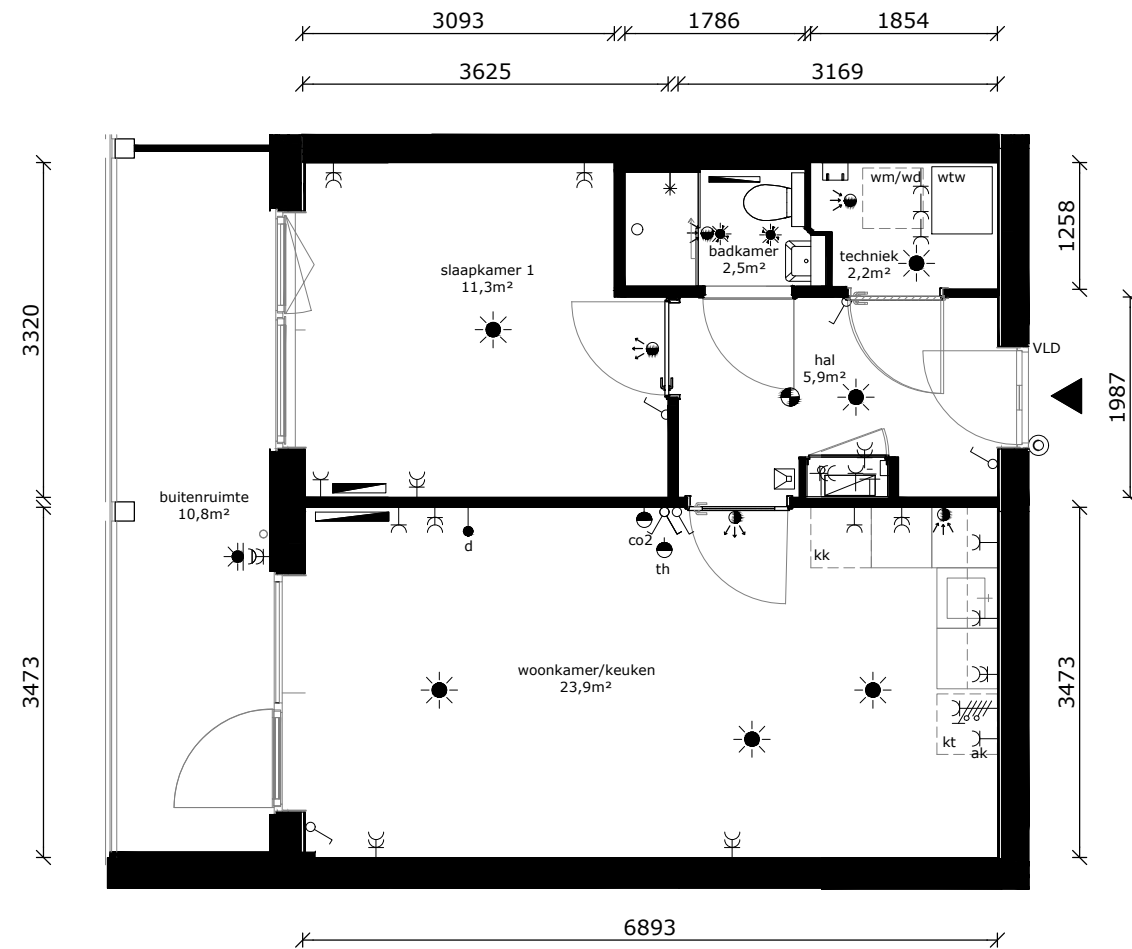 3093
1786
1854
3625
3169
wm/wd
wtw
1258
badkamer
2,5m²
techniek
2,2m²
slaapkamer 1
11,3m²
3320
VLD
hal
5,9m²
1987
buitenruimte
10,8m²
co2
d
th
kk
3473
woonkamer/keuken
23,9m²
3473
kt
ak
6893